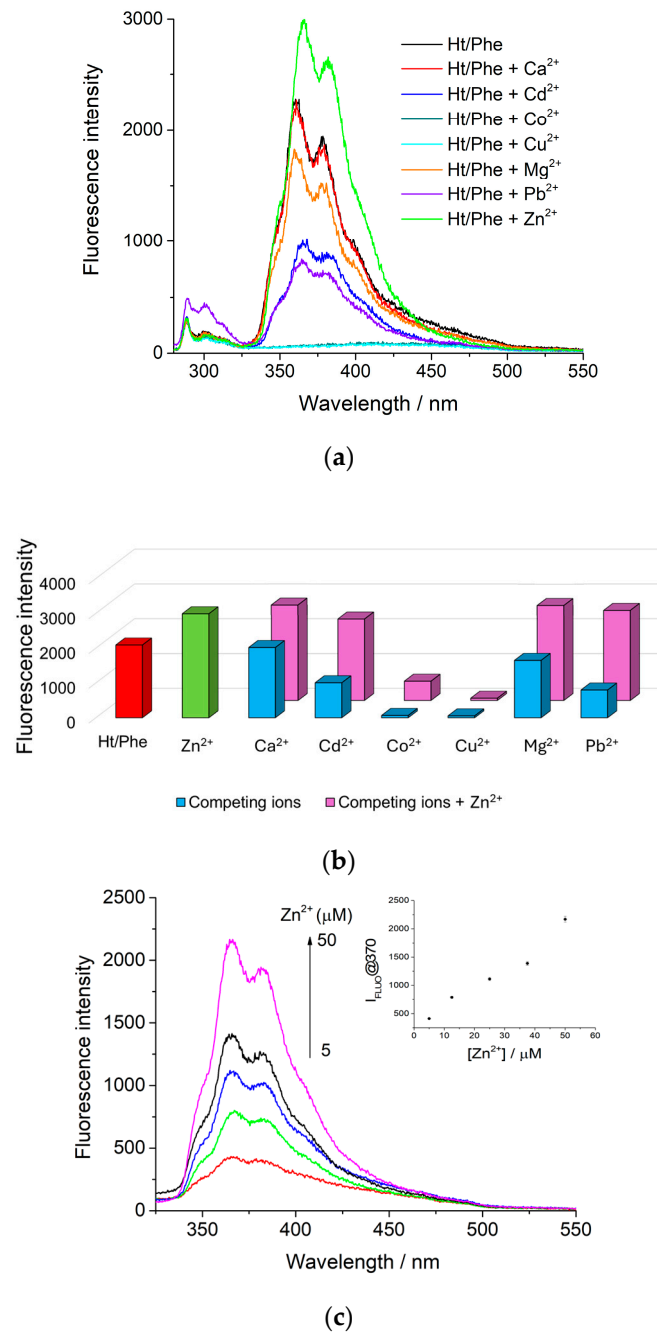 3000
2000
1000
0
Fluorescence intensity
Ht/Phe
Ht/Phe + Ca²⁺
Ht/Phe + Cd²⁺
Ht/Phe + Co²⁺
Ht/Phe + Cu²⁺
Ht/Phe + Mg²⁺
Ht/Phe + Pb²⁺
Ht/Phe + Zn²⁺
300 350 400 450 500 550
Wavelength / nm
(a)
Fluorescence intensity
4000
3000
2000
1000
0
Ht/Phe Zn²⁺ Ca²⁺ Cd²⁺ Co²⁺ Cu²⁺ Mg²⁺ Pb²⁺
Competing ions Competing ions + Zn²⁺
(b)
2500
2000
1500
1000
500
0
Fluorescence intensity
Zn²⁺ (μM)
50
5
2500
2000
1500
1000
500
I_FLUO@370
0 10 20 30 40 50 60
[Zn²⁺] / μM
350 400 450 500 550
Wavelength / nm
(c)